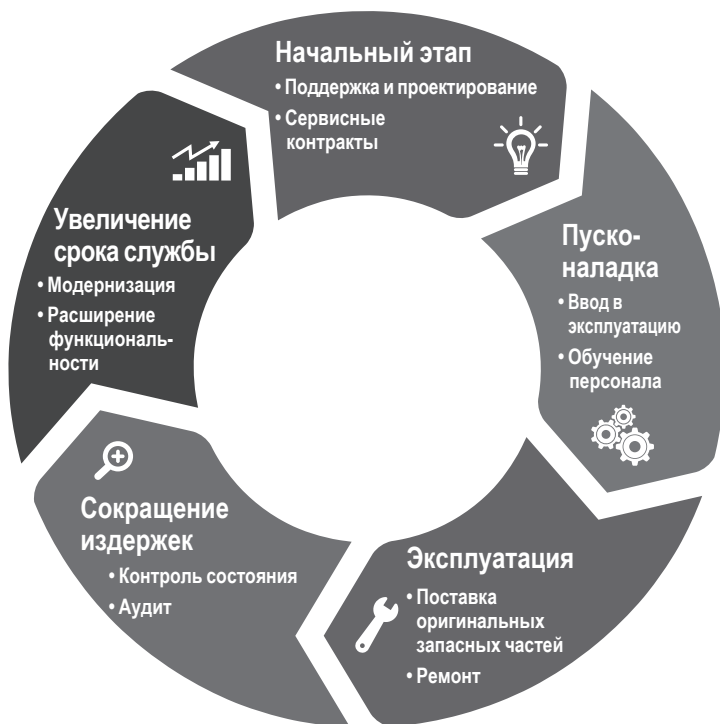 Начальный этап
• Поддержка и проектирование
• Сервисные
контракты
Пуско-
наладка
• Ввод в
эксплуатацию
• Обучение
персонала
Эксплуатация
• Поставка
оригинальных
запасных частей
• Ремонт
Сокращение
издержек
• Контроль состояния
• Аудит
Увеличение
срока службы
• Модернизация
• Расширение
функциональ-
ности